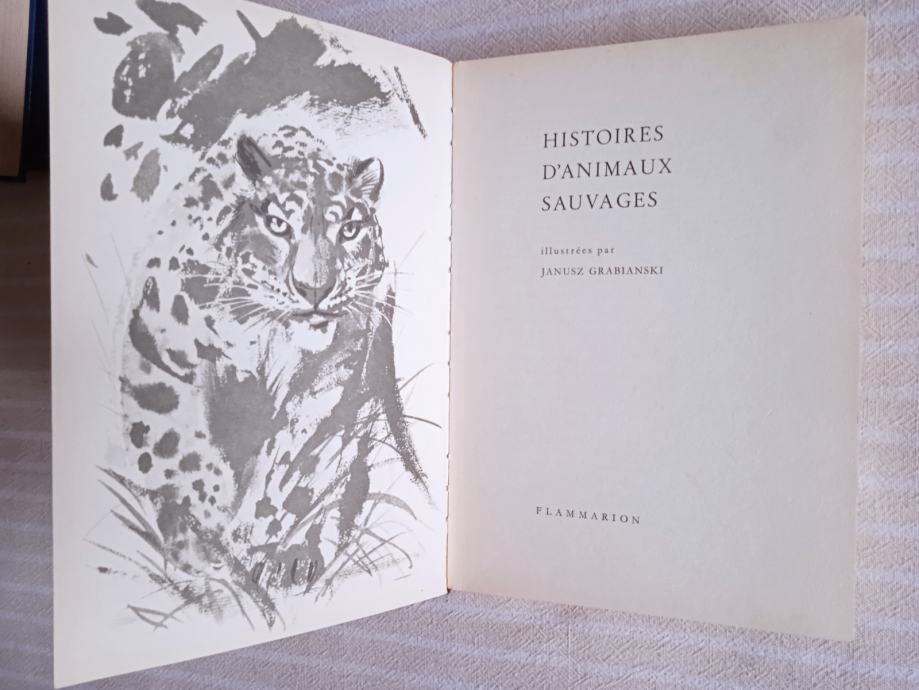 HISTOIRES
D'ANIMAUX
SAUVAGES
illustrées par
JANUSZ GRABIANSKI
FLAMMARION